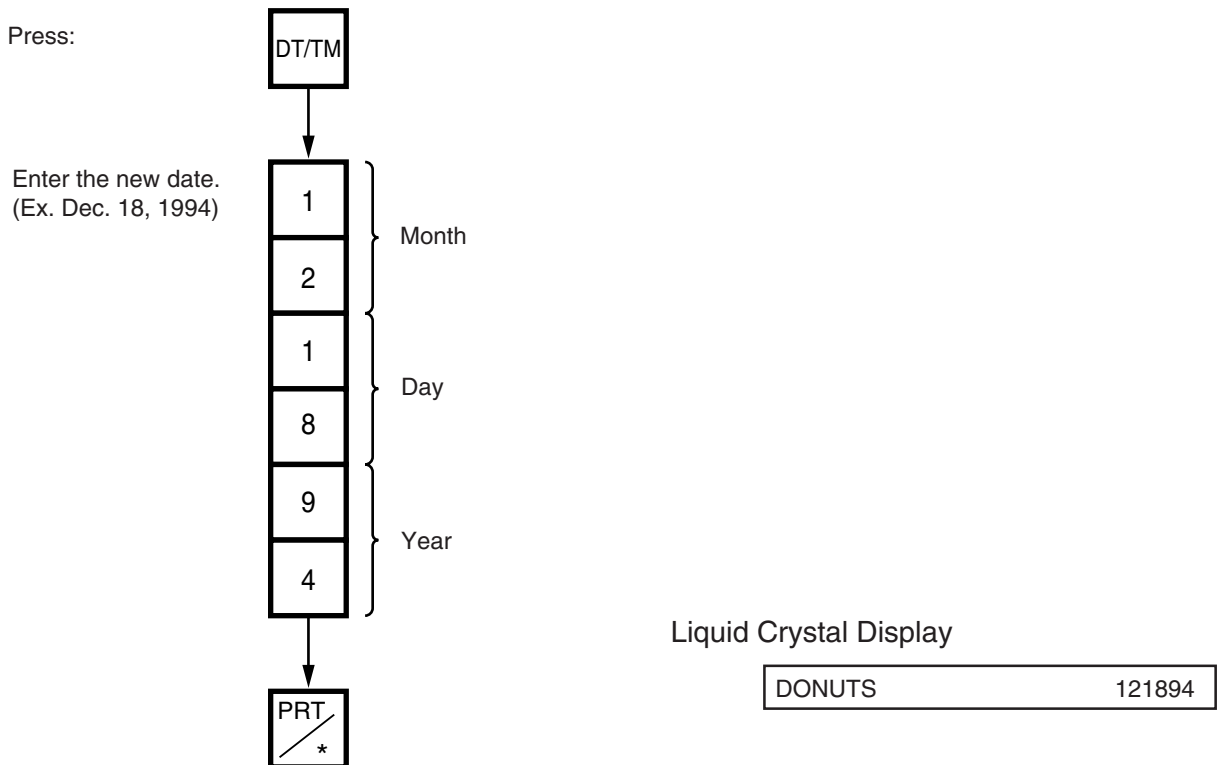 Press:
DT/TM
Enter the new date.
(Ex. Dec. 18, 1994)
1
2
Month
1
8
Day
9
4
Year
Liquid Crystal Display
DONUTS 121894
PRT
*